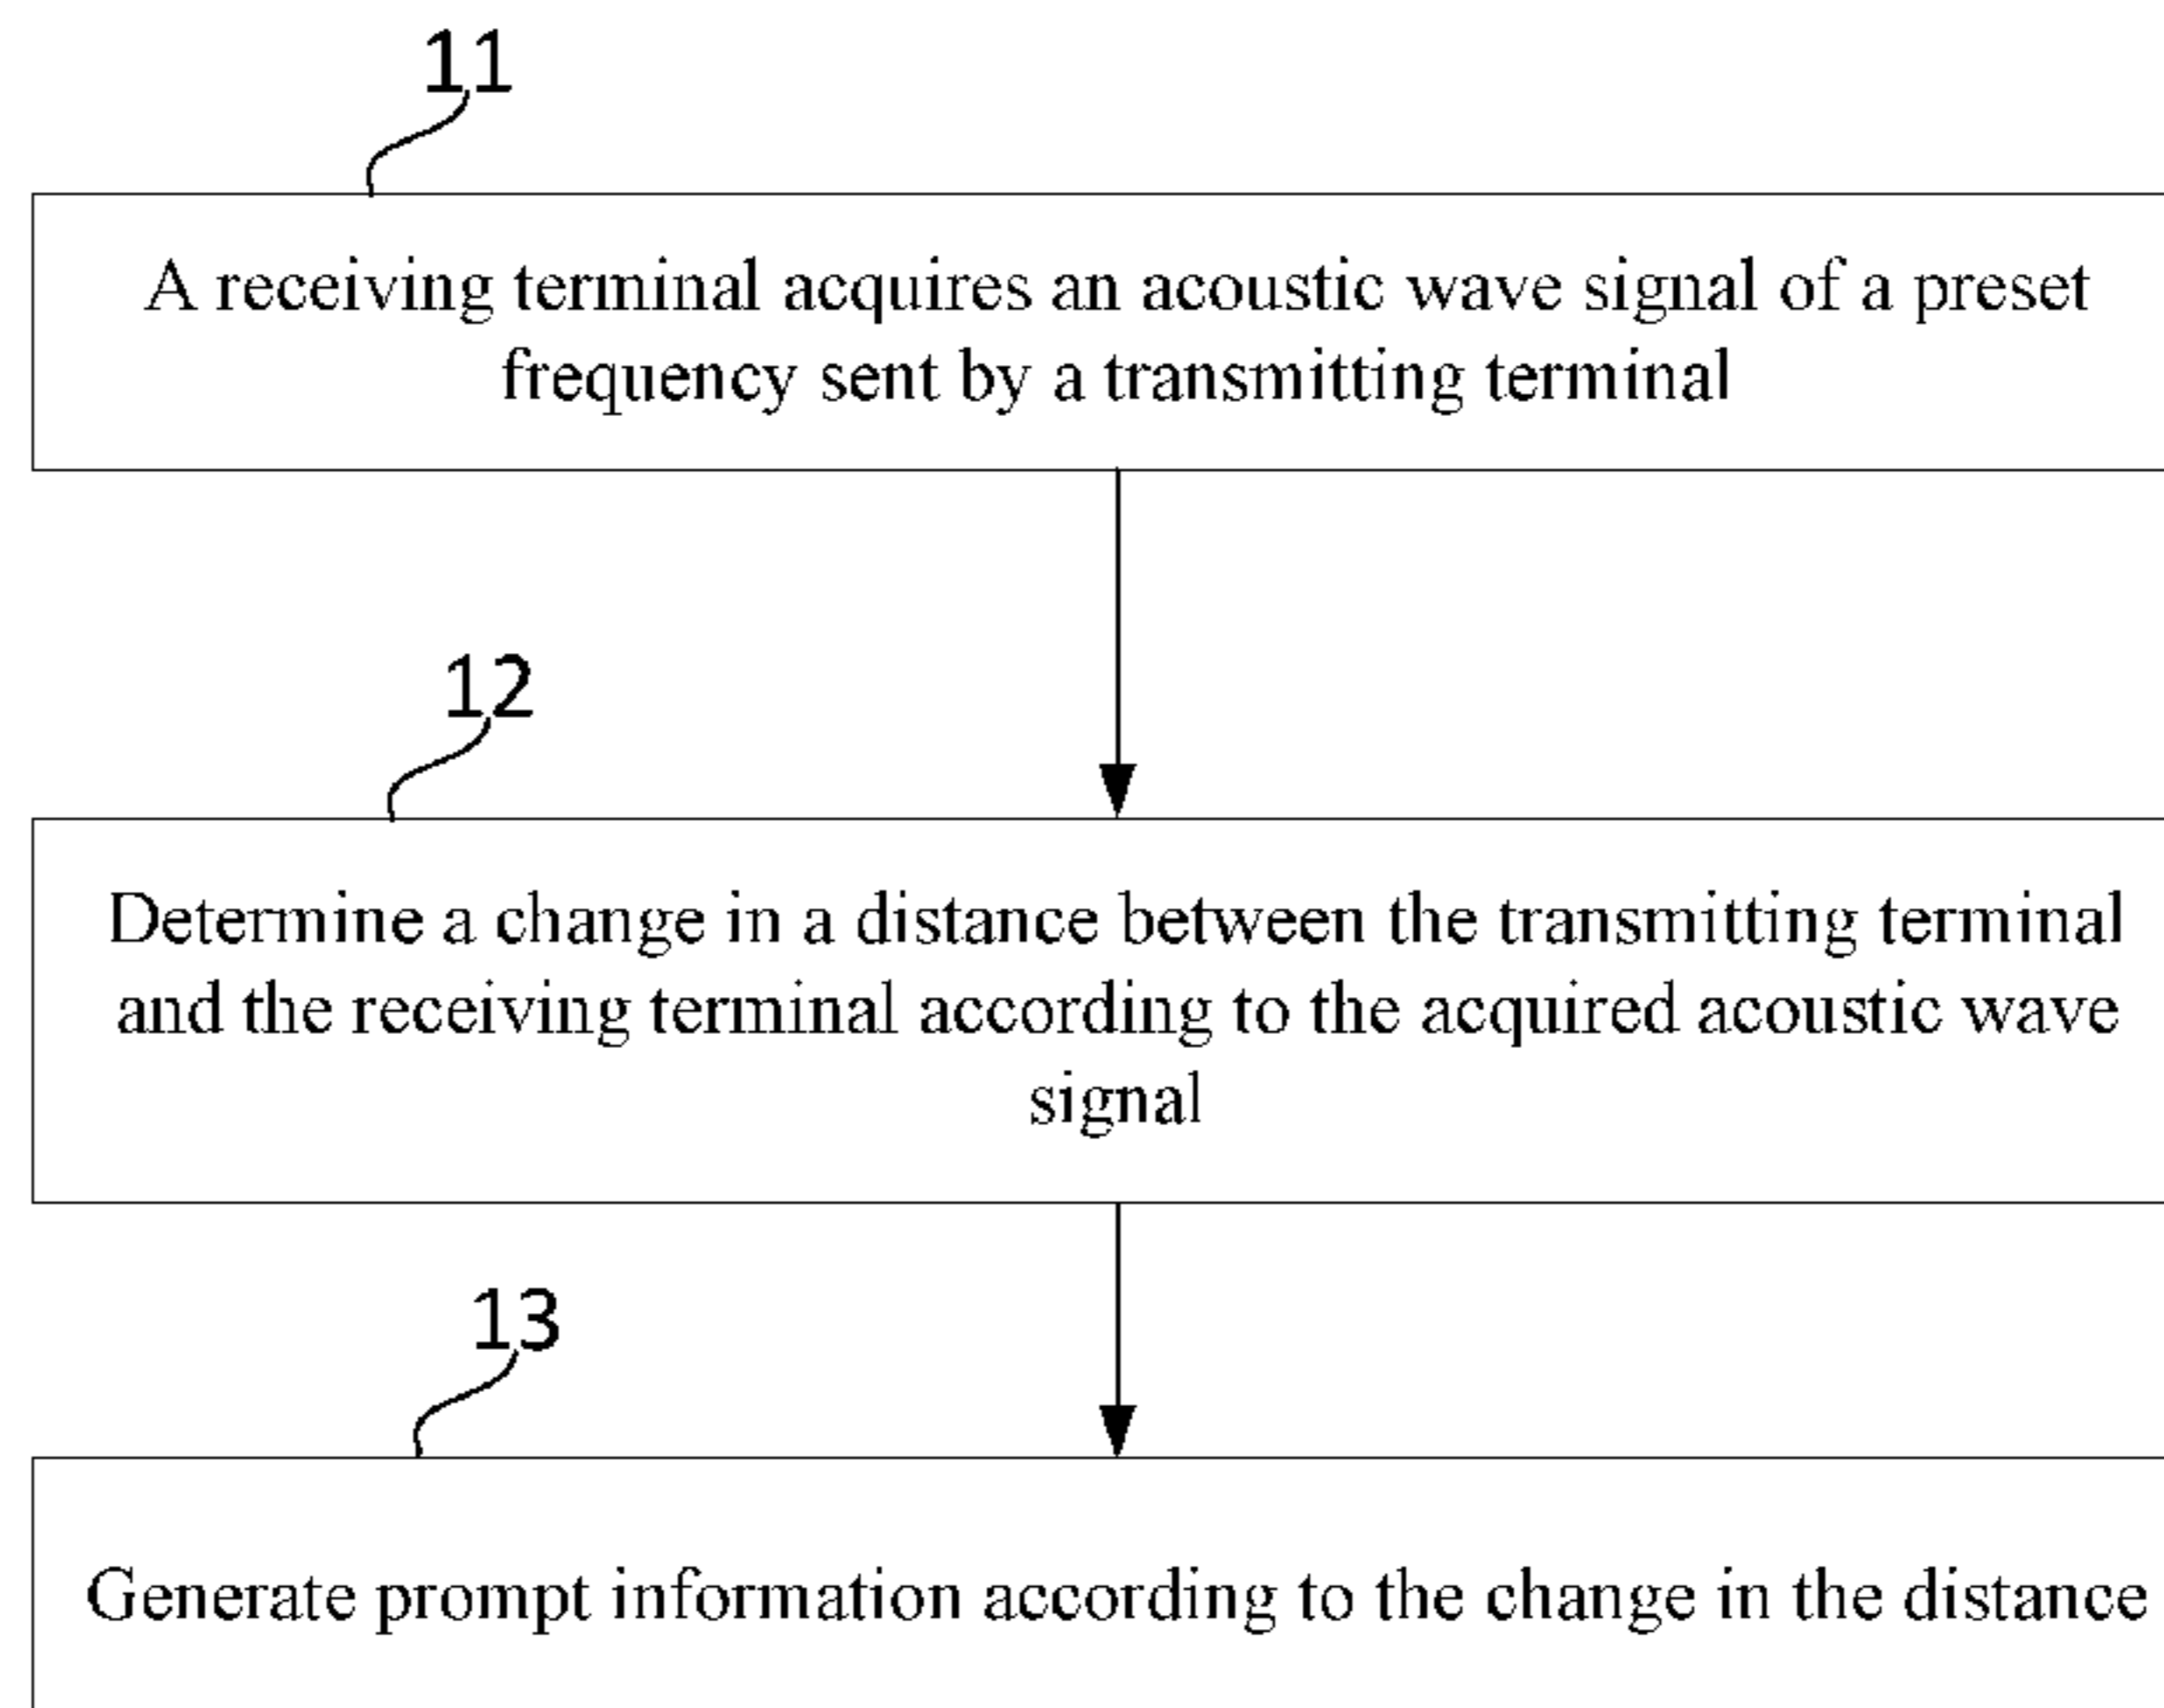 11
A receiving terminal acquires an acoustic wave signal of a preset
frequency sent by a transmitting terminal
12
Determine a change in a distance between the transmitting terminal
and the receiving terminal according to the acquired acoustic wave
signal
13
Generate prompt information according to the change in the distance